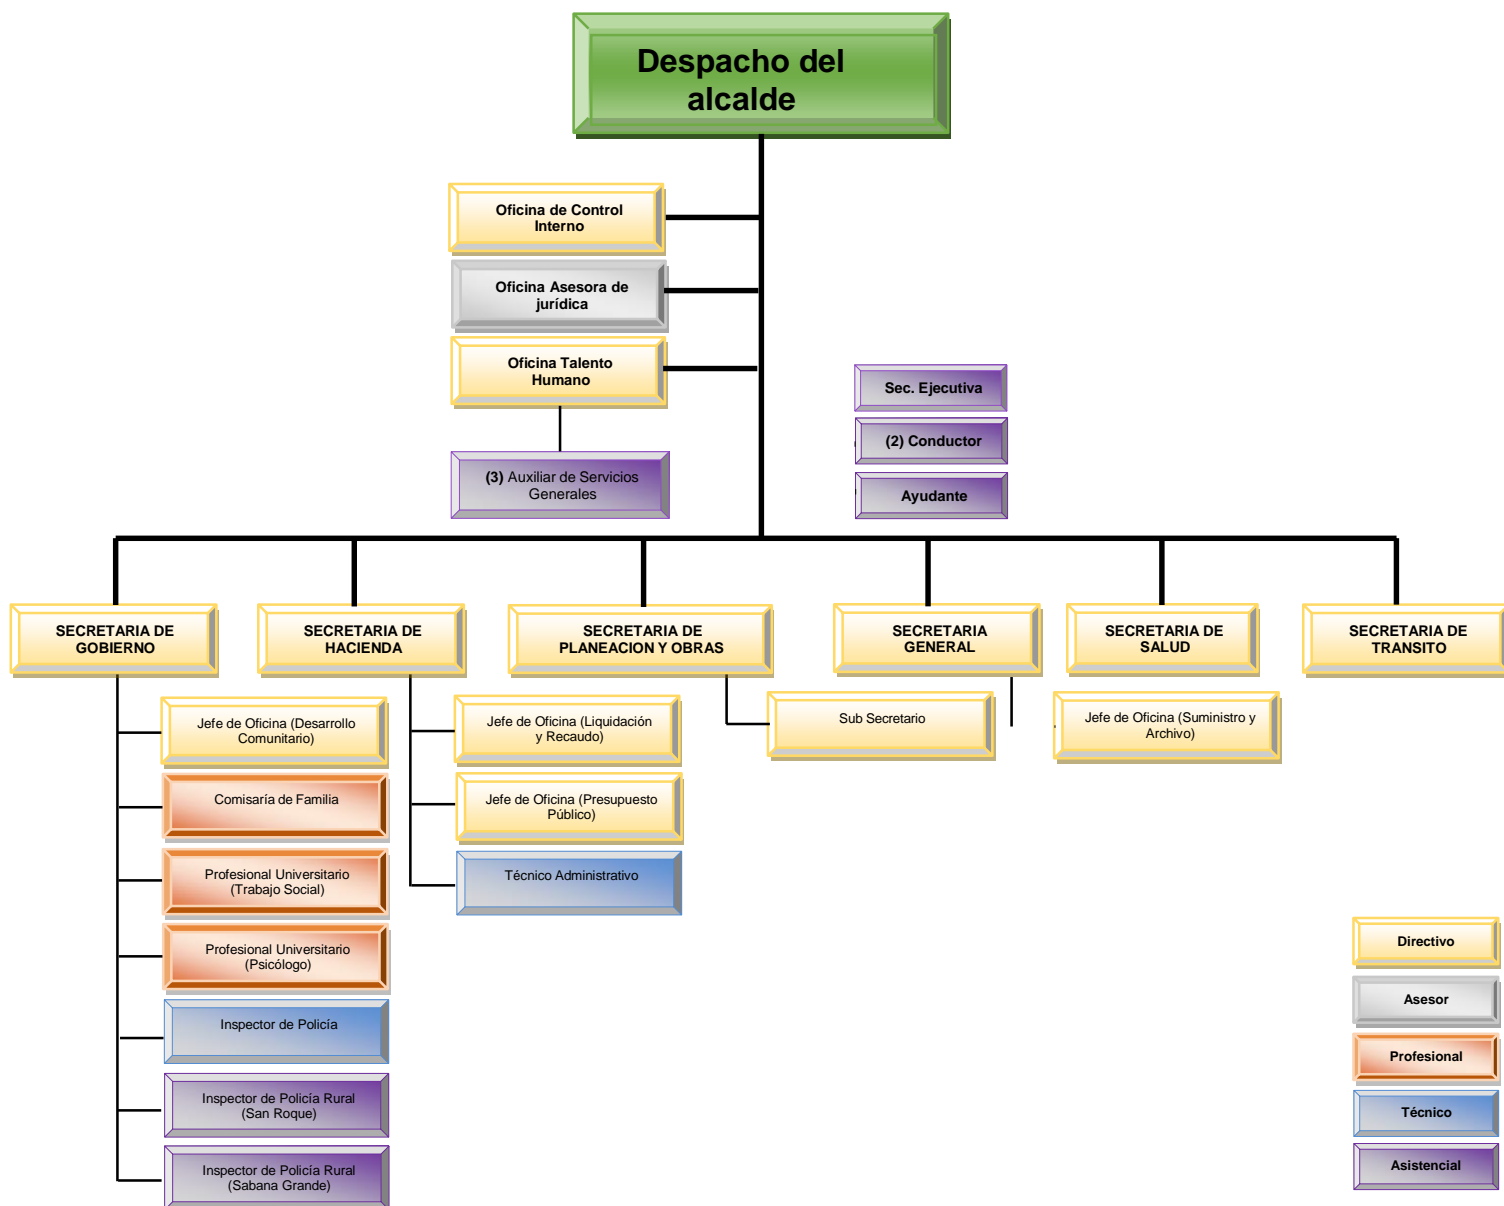 Despacho del
alcalde
Oficina de Control
Interno
Oficina Asesora de
jurídica
Oficina Talento
Humano
(3) Auxiliar de Servicios
Generales
Sec. Ejecutiva
(2) Conductor
Ayudante
SECRETARIA DE
GOBIERNO
SECRETARIA DE
HACIENDA
SECRETARIA DE
PLANEACION Y OBRAS
SECRETARIA
GENERAL
SECRETARIA DE
SALUD
SECRETARIA DE
TRANSITO
Jefe de Oficina (Desarrollo
Comunitario)
Comisaría de Familia
Profesional Universitario
(Trabajo Social)
Profesional Universitario
(Psicólogo)
Inspector de Policía
Inspector de Policía Rural
(San Roque)
Inspector de Policía Rural
(Sabana Grande)
Jefe de Oficina (Liquidación
y Recaudo)
Jefe de Oficina (Presupuesto
Público)
Técnico Administrativo
Sub Secretario
Jefe de Oficina (Suministro y
Archivo)
Directivo
Asesor
Profesional
Técnico
Asistencial